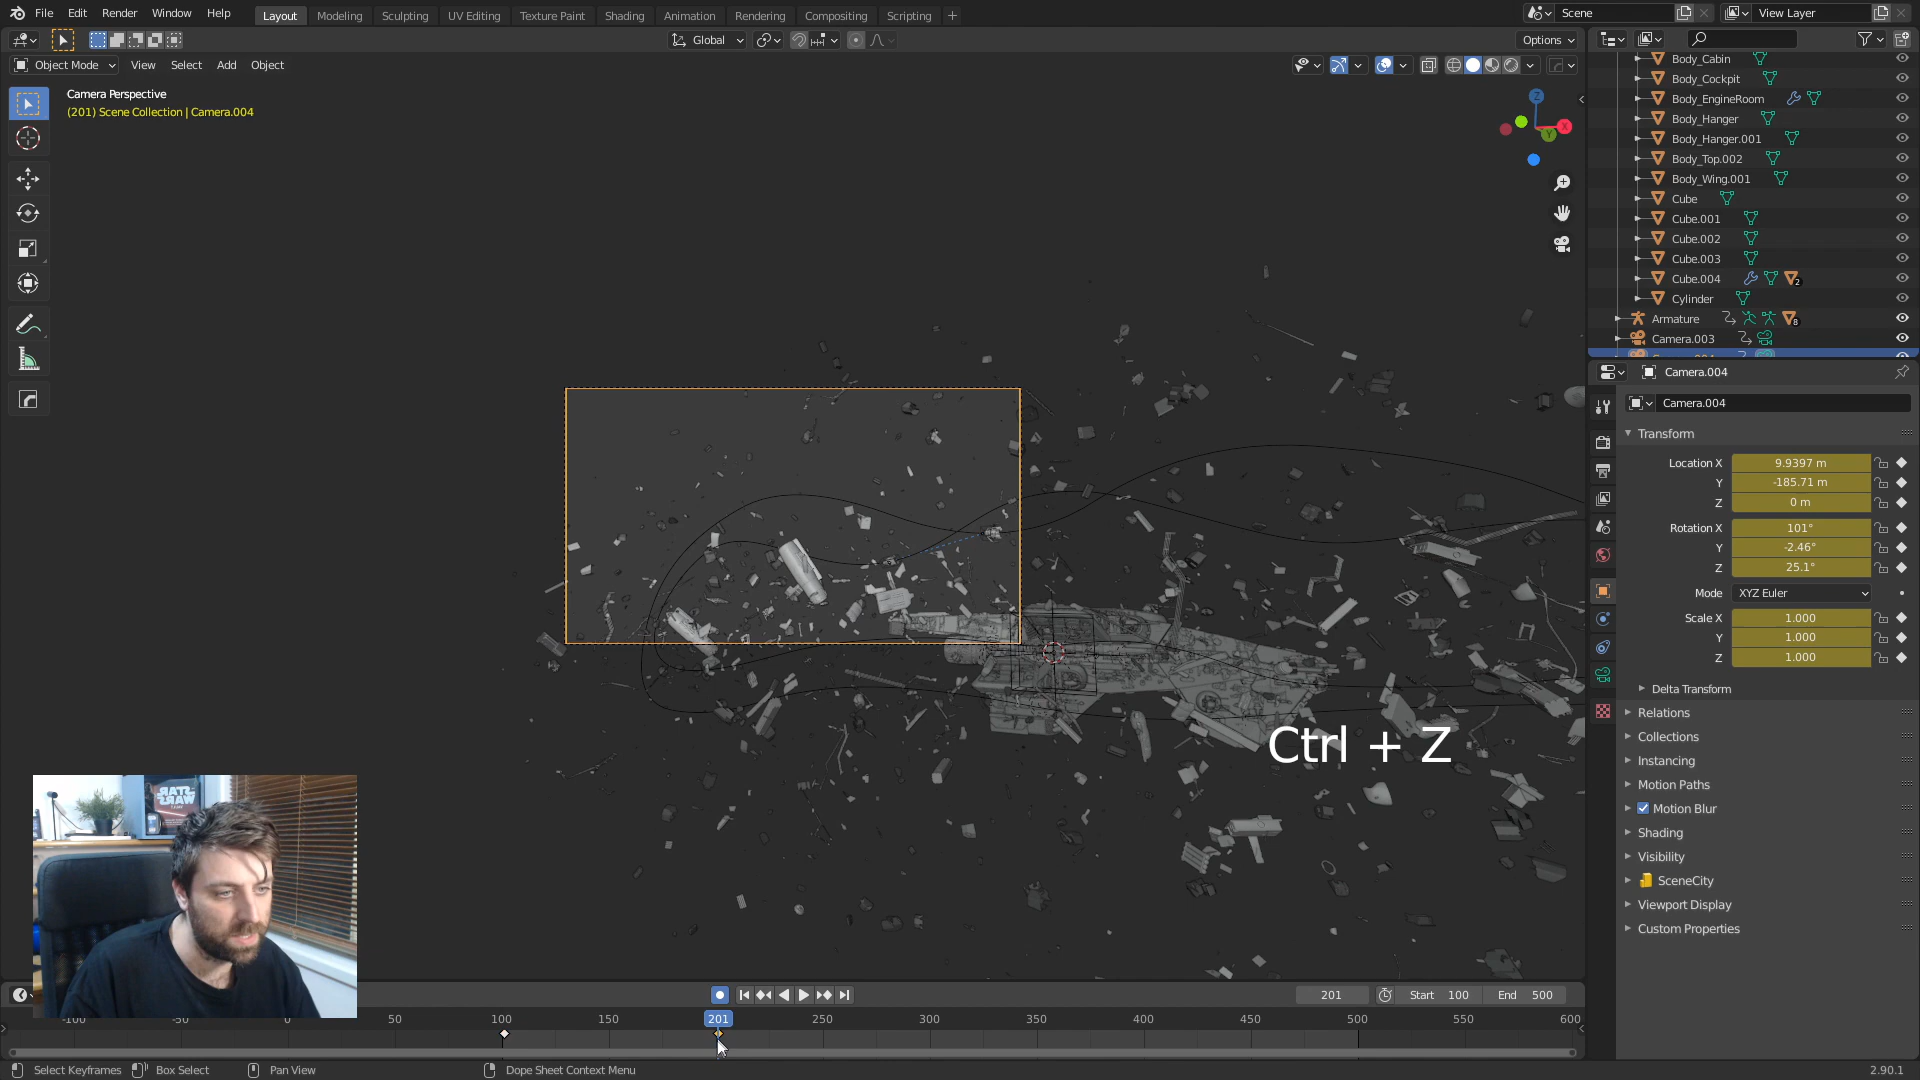 File Edit Render Window Help
Layout Modeling Sculpting UV Editing Texture Paint Shading Animation Rendering Compositing Scripting +
Scene
View Layer
Global
Options
Object Mode View Select Add Object
Camera Perspective
(201) Scene Collection | Camera.004
Z
X
Y
Body_Cabin
Body_Cockpit
Body_EngineRoom
Body_Hanger
Body_Hanger.001
Body_Top.002
Body_Wing.001
Cube
Cube.001
Cube.002
Cube.003
Cube.004 2
Cylinder
Armature 8
Camera.003
Camera.004
Camera.004
Transform
Location X 9.9397 m
Y -185.71 m
Z 0 m
Rotation X 101°
Y -2.46°
Z 25.1°
Mode XYZ Euler
Scale X 1.000
Y 1.000
Z 1.000
Delta Transform
Relations
Collections
Instancing
Motion Paths
Motion Blur
Shading
Visibility
SceneCity
Viewport Display
Custom Properties
Ctrl + Z
STAR
WARS
201 Start 100 End 500
-100 -50 0 50 100 150 201 250 300 350 400 450 500 550 600
Select Keyframes Box Select Pan View Dope Sheet Context Menu 2.90.1